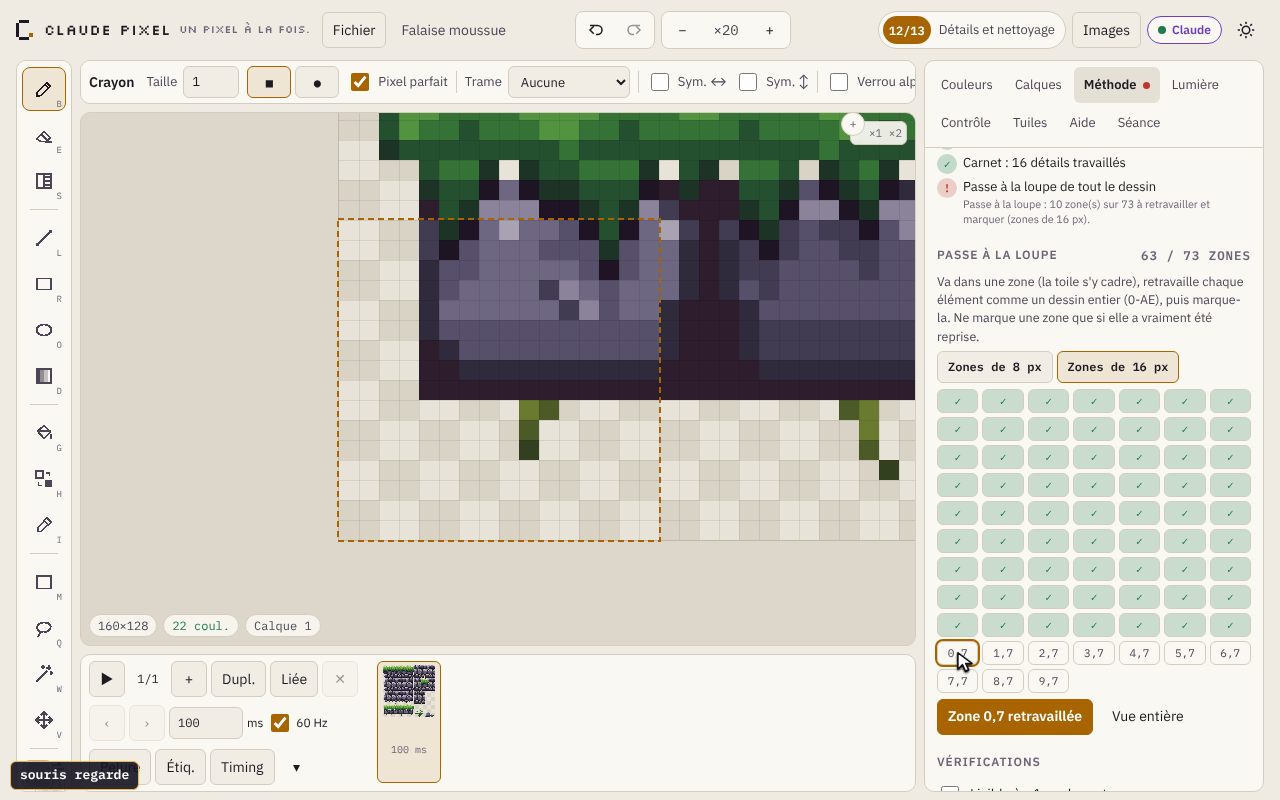 CLAUDE PIXEL UN PIXEL À LA FOIS. Fichier Falaise moussue − ×20 + 12/13 Détails et nettoyage Images Claude
Crayon Taille 1 Pixel parfait Trame Aucune Sym. ↔ Sym. ↕ Verrou alp
Couleurs Calques Méthode Lumière
Contrôle Tuiles Aide Séance
B
E
S
L
R
O
D
G
H
I
M
Q
W
V
+ ×1 ×2
✓ Carnet : 16 détails travaillés
! Passe à la loupe de tout le dessin
Passe à la loupe : 10 zone(s) sur 73 à retravailler et
marquer (zones de 16 px).
PASSE À LA LOUPE 63 / 73 ZONES
Va dans une zone (la toile s'y cadre), retravaille chaque
élément comme un dessin entier (0-AE), puis marque-
la. Ne marque une zone que si elle a vraiment été
reprise.
Zones de 8 px Zones de 16 px
✓ ✓ ✓ ✓ ✓ ✓ ✓
✓ ✓ ✓ ✓ ✓ ✓ ✓
✓ ✓ ✓ ✓ ✓ ✓ ✓
✓ ✓ ✓ ✓ ✓ ✓ ✓
✓ ✓ ✓ ✓ ✓ ✓ ✓
✓ ✓ ✓ ✓ ✓ ✓ ✓
✓ ✓ ✓ ✓ ✓ ✓ ✓
✓ ✓ ✓ ✓ ✓ ✓ ✓
✓ ✓ ✓ ✓ ✓ ✓ ✓
0,7 1,7 2,7 3,7 4,7 5,7 6,7
7,7 8,7 9,7
Zone 0,7 retravaillée Vue entière
VÉRIFICATIONS
160×128 22 coul. Calque 1
1/1 + Dupl. Liée ✕
‹ › 100 ms 60 Hz
100 ms
Étiq. Timing ▼
souris regarde